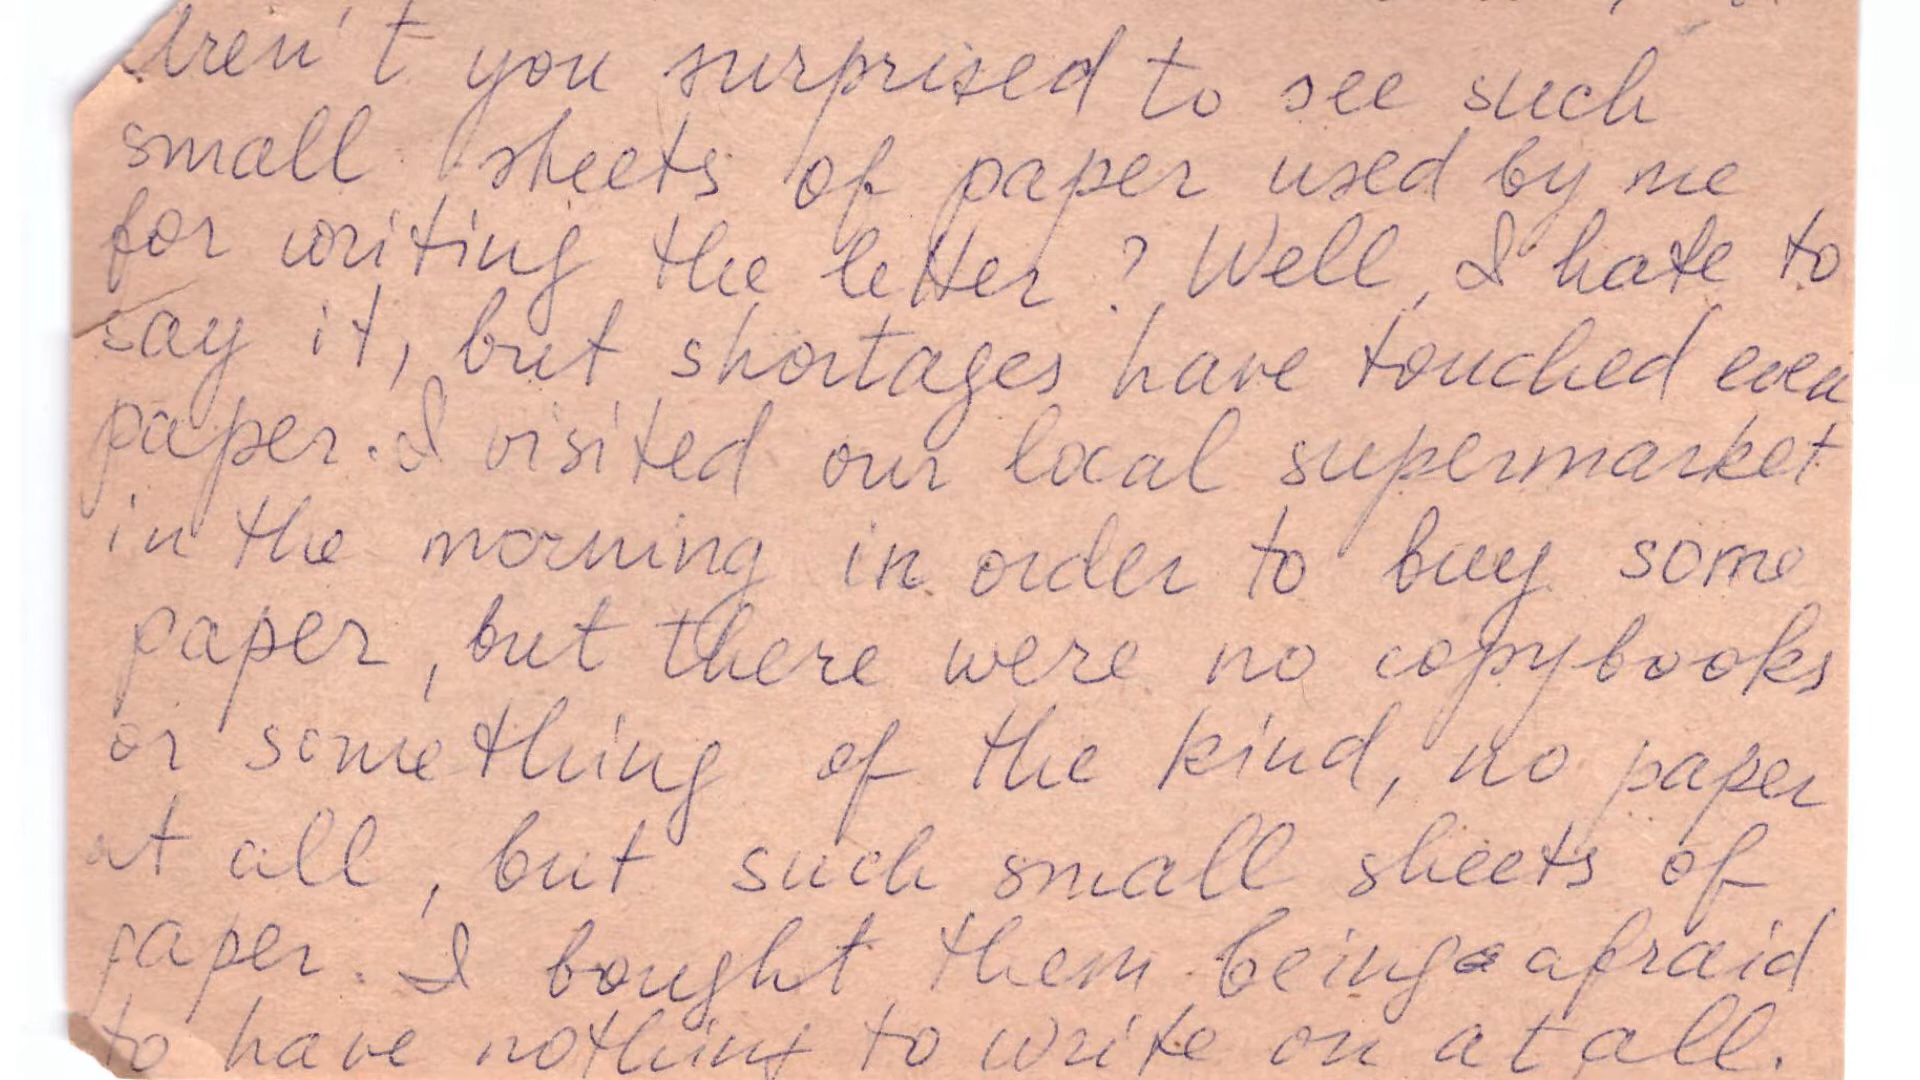 Aren't you surprised to see such
small sheets of paper used by me
for writing the letter? Well, I hate to
say it, but shortages have touched even
paper. I visited our local supermarket
in the morning in order to buy some
paper, but there were no copybooks
or something of the kind, no paper
at all, but such small sheets of
paper. I bought them being afraid
to have nothing to write on at all.